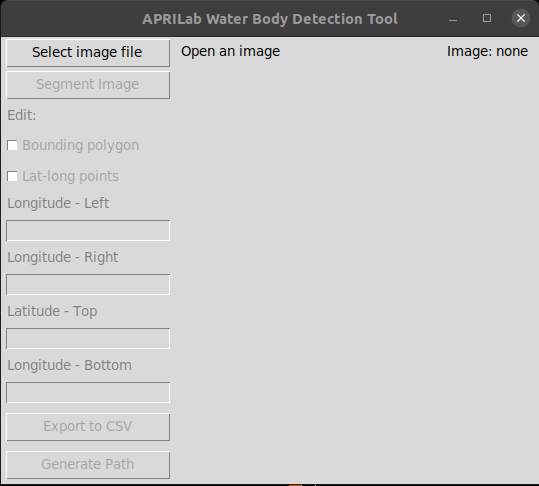 APRILab Water Body Detection Tool
Select image file
Open an image
Image: none
Segment Image
Edit:
Bounding polygon
Lat-long points
Longitude - Left
Longitude - Right
Latitude - Top
Longitude - Bottom
Export to CSV
Generate Path